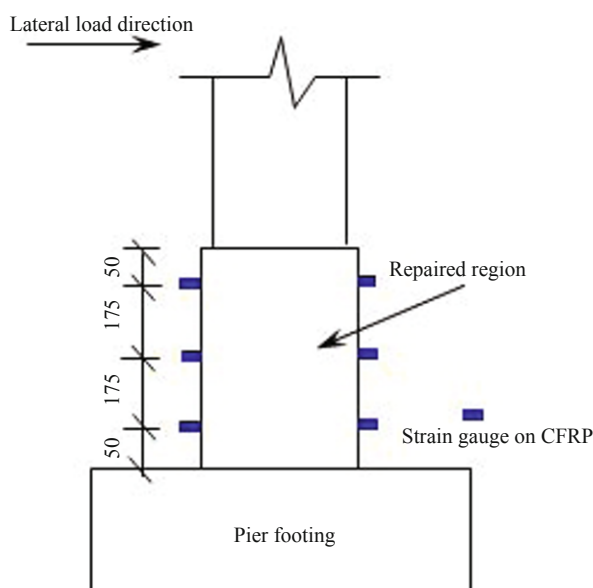 Lateral load direction
50
175
175
50
Repaired region
Strain gauge on CFRP
Pier footing